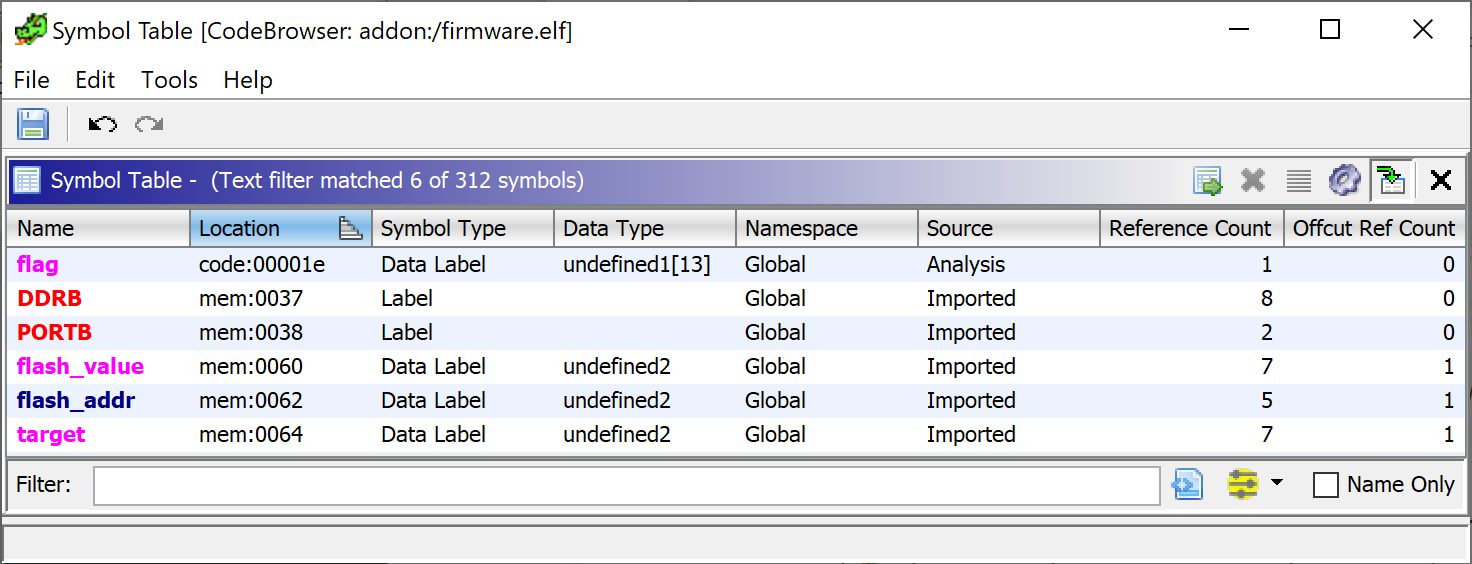 Symbol Table [CodeBrowser: addon:/firmware.elf]
File Edit Tools Help
Symbol Table - (Text filter matched 6 of 312 symbols)
Name Location Symbol Type Data Type Namespace Source Reference Count Offcut Ref Count
flag code:00001e Data Label undefined1[13] Global Analysis 1 0
DDRB mem:0037 Label Global Imported 8 0
PORTB mem:0038 Label Global Imported 2 0
flash_value mem:0060 Data Label undefined2 Global Imported 7 1
flash_addr mem:0062 Data Label undefined2 Global Imported 5 1
target mem:0064 Data Label undefined2 Global Imported 7 1
Filter: Name Only